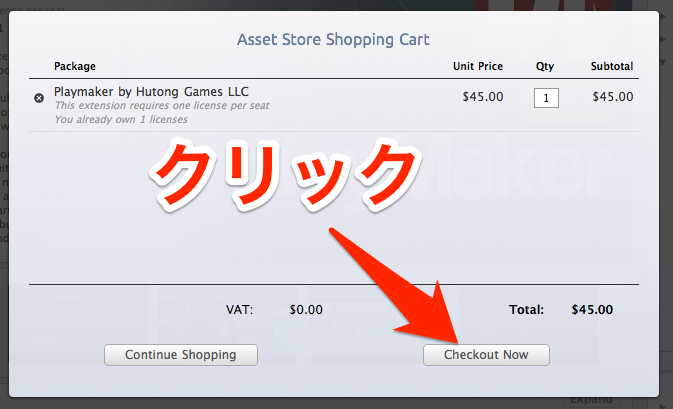 Asset Store Shopping Cart
Package Unit Price Qty Subtotal
Playmaker by Hutong Games LLC $45.00 1 $45.00
This extension requires one license per seat
You already own 1 licenses
クリック
VAT: $0.00 Total: $45.00
Continue Shopping Checkout Now
Expand